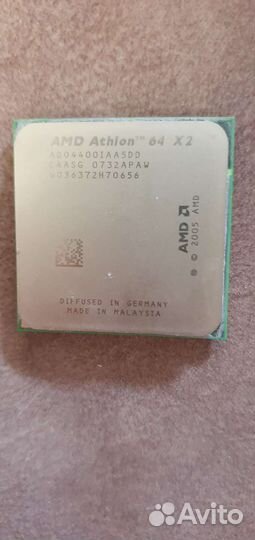 AMD Athlon™ 64 X2
ADO4400IAA5DD
CAASG 0732APAW
W036372H70656
AMD
© 2005 AMD
DIFFUSED IN GERMANY
MADE IN MALAYSIA
Avito